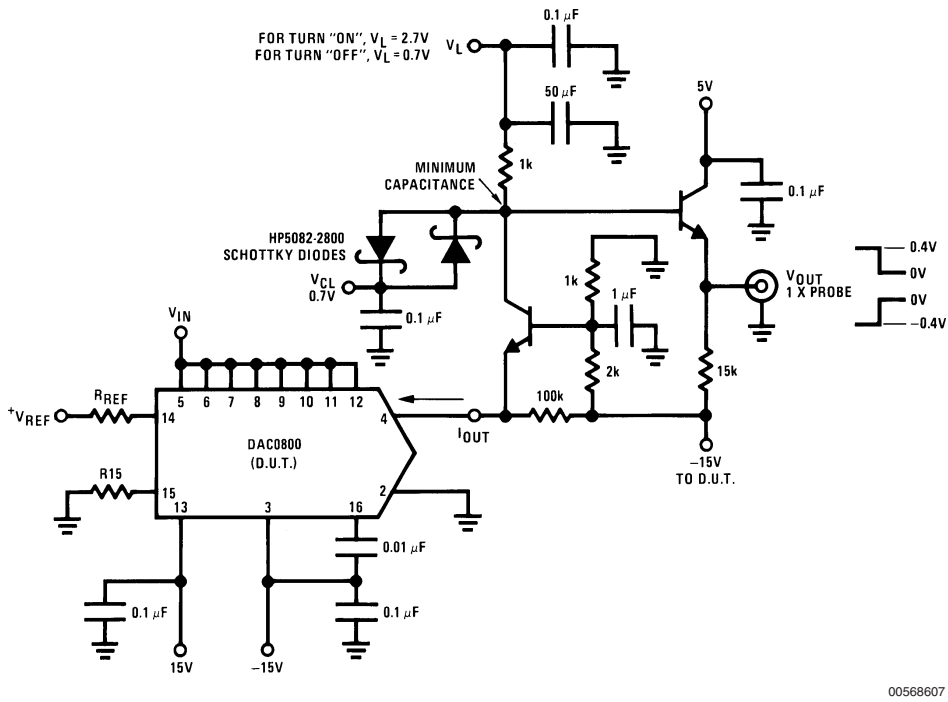 FOR TURN "ON", VL = 2.7V
FOR TURN "OFF", VL = 0.7V
VL
0.1 µF
50 µF
5V
1k
MINIMUM
CAPACITANCE
0.1 µF
HP5082-2800
SCHOTTKY DIODES
VCL
0.7V
0.1 µF
1k
1 µF
2k
100k
15k
VOUT
1 X PROBE
0.4V
0V
0V
−0.4V
VIN
5 6 7 8 9 10 11 12
+VREF
RREF
14
4
IOUT
DAC0800
(D.U.T.)
R15
15
2
13
3
16
−15V
TO D.U.T.
0.01 µF
0.1 µF
0.1 µF
15V
−15V
00568607